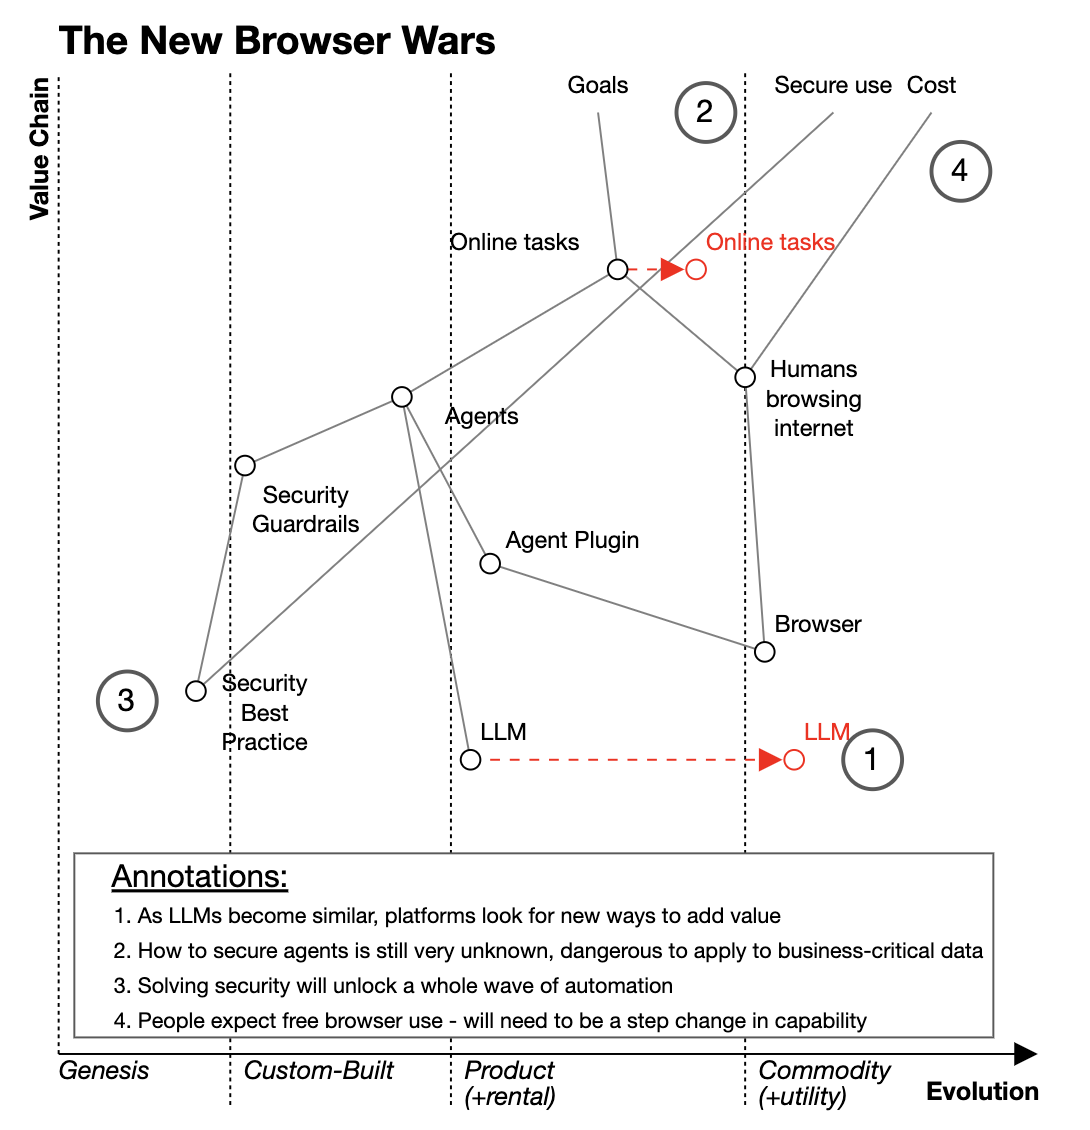 The New Browser Wars
Value Chain
Goals
2
Secure use
Cost
4
Online tasks
Online tasks
Humans
browsing
internet
Agents
Security
Guardrails
Agent Plugin
Browser
3
Security
Best
Practice
LLM
LLM
1
Annotations:
1. As LLMs become similar, platforms look for new ways to add value
2. How to secure agents is still very unknown, dangerous to apply to business-critical data
3. Solving security will unlock a whole wave of automation
4. People expect free browser use - will need to be a step change in capability
Genesis
Custom-Built
Product
(+rental)
Commodity
(+utility)
Evolution